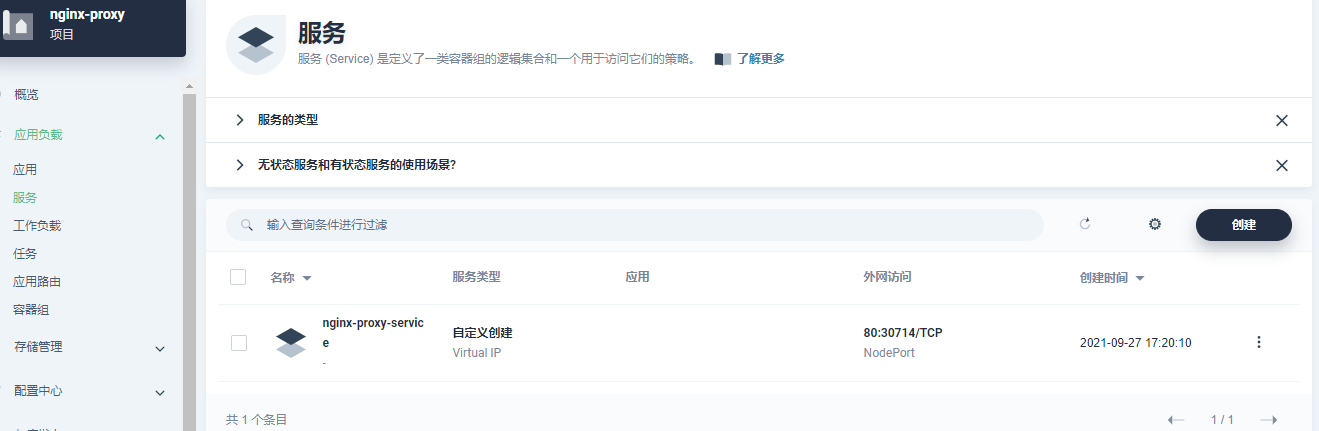 nginx-proxy
项目
概览
应用负载
应用
服务
工作负载
任务
应用路由
容器组
存储管理
配置中心
服务
服务 (Service) 是定义了一类容器组的逻辑集合和一个用于访问它们的策略。 了解更多
服务的类型
无状态服务和有状态服务的使用场景?
输入查询条件进行过滤
创建
名称 服务类型 应用 外网访问 创建时间
nginx-proxy-servic
e
-
自定义创建
Virtual IP
80:30714/TCP
NodePort
2021-09-27 17:20:10
共 1 个条目
1 / 1